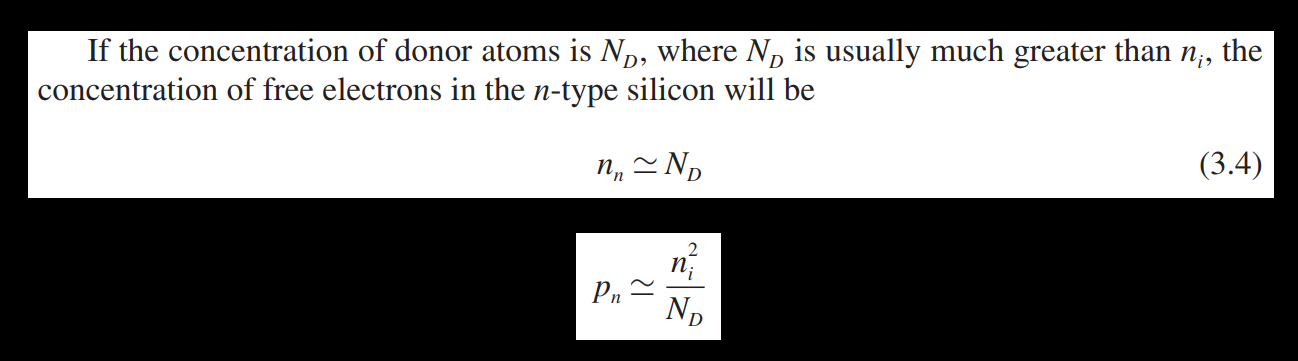 If the concentration of donor atoms is N_D, where N_D is usually much greater than n_i, the
concentration of free electrons in the n-type silicon will be
n_n ≃ N_D (3.4)
p_n ≃ n_i^2 / N_D